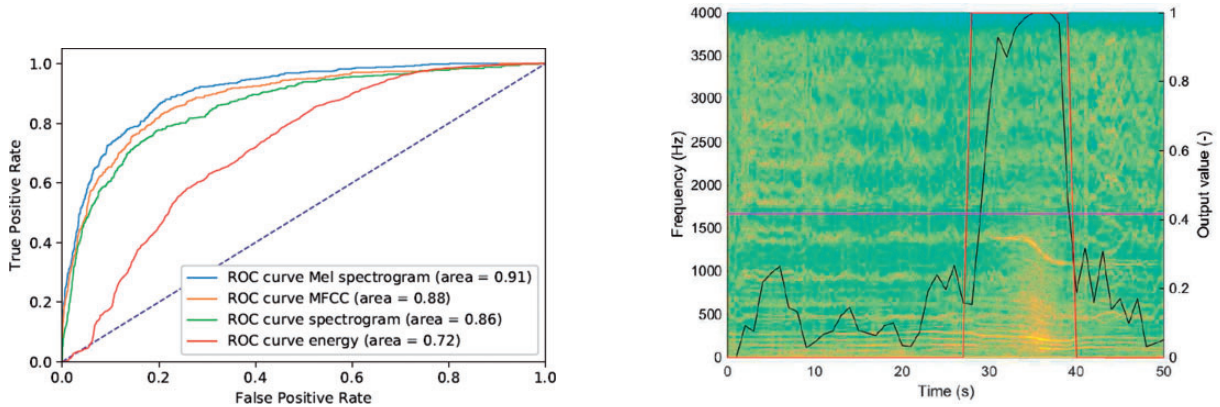 1.0
0.8
0.6
0.4
0.2
0.0
0.0 0.2 0.4 0.6 0.8 1.0
True Positive Rate
False Positive Rate
ROC curve Mel spectrogram (area = 0.91)
ROC curve MFCC (area = 0.88)
ROC curve spectrogram (area = 0.86)
ROC curve energy (area = 0.72)
4000
3500
3000
2500
2000
1500
1000
500
0
Frequency (Hz)
0 10 20 30 40 50
Time (s)
1
0.8
0.6
0.4
0.2
0
Output value (-)